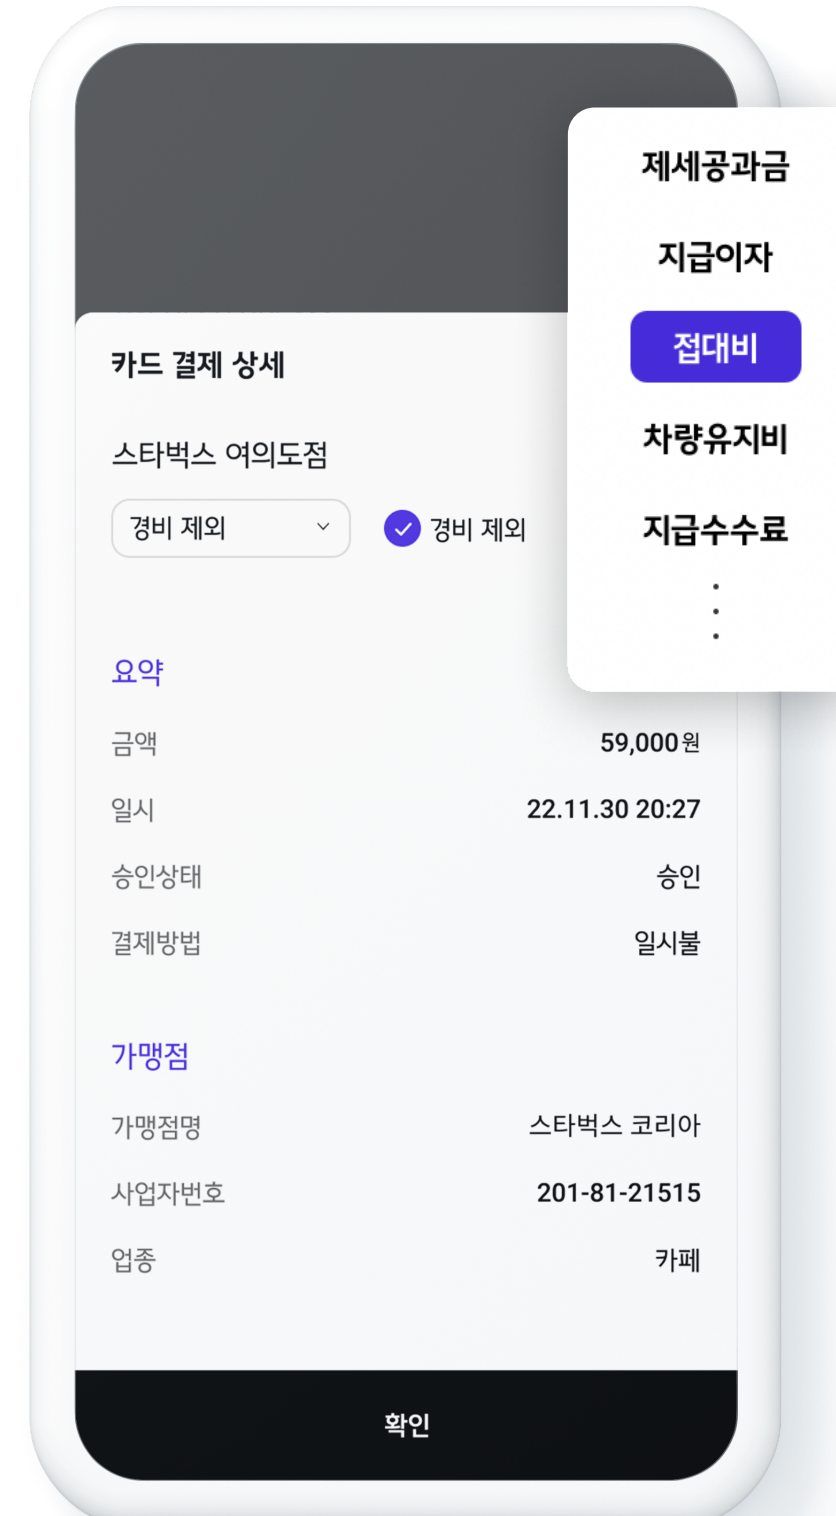 제세공과금
지급이자
접대비
차량유지비
지급수수료
카드 결제 상세
스타벅스 여의도점
경비 제외 경비 제외
요약
금액 59,000원
일시 22.11.30 20:27
승인상태 승인
결제방법 일시불
가맹점
가맹점명 스타벅스 코리아
사업자번호 201-81-21515
업종 카페
확인